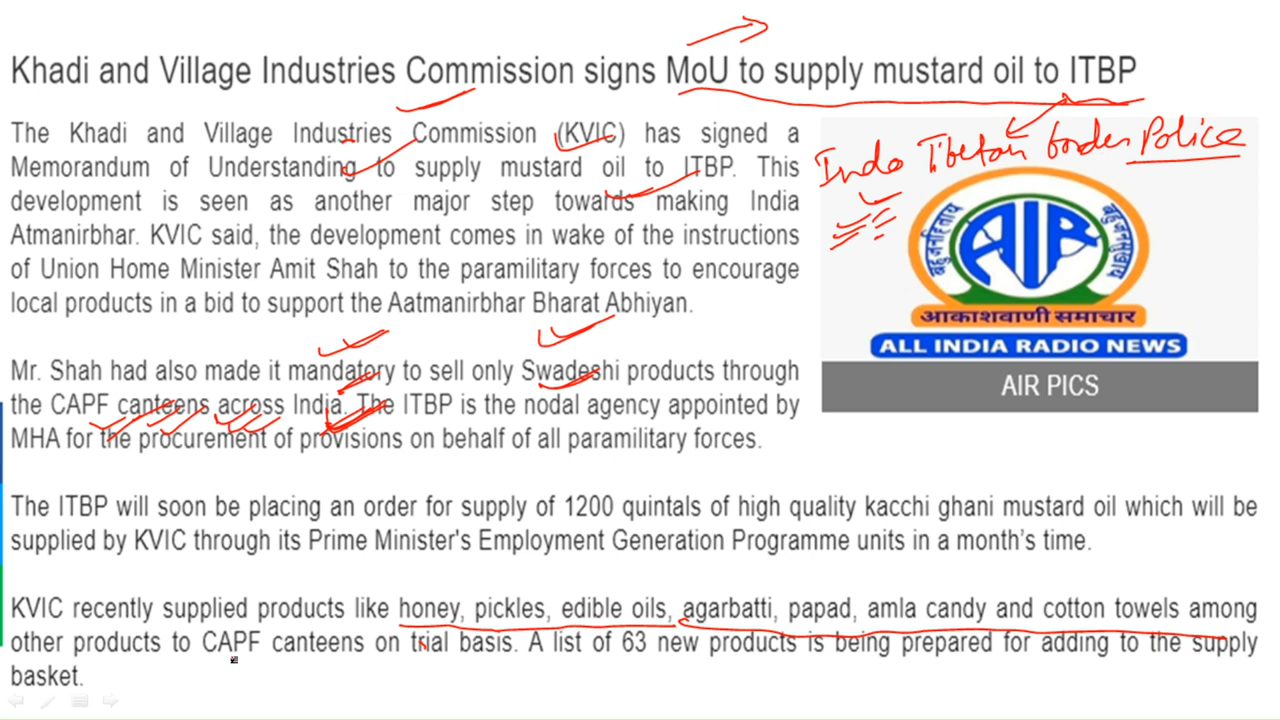 Khadi and Village Industries Commission signs MoU to supply mustard oil to ITBP
The Khadi and Village Industries Commission (KVIC) has signed a
Memorandum of Understanding to supply mustard oil to ITBP. This
development is seen as another major step towards making India
Atmanirbhar. KVIC said, the development comes in wake of the instructions
of Union Home Minister Amit Shah to the paramilitary forces to encourage
local products in a bid to support the Aatmanirbhar Bharat Abhiyan.
Mr. Shah had also made it mandatory to sell only Swadeshi products through
the CAPF canteens across India. The ITBP is the nodal agency appointed by
MHA for the procurement of provisions on behalf of all paramilitary forces.
Indo Tibetan border Police
बहुजनहिताय
AIR
बहुजनसुखाय
आकाशवाणी समाचार
ALL INDIA RADIO NEWS
AIR PICS
The ITBP will soon be placing an order for supply of 1200 quintals of high quality kacchi ghani mustard oil which will be
supplied by KVIC through its Prime Minister's Employment Generation Programme units in a month's time.
KVIC recently supplied products like honey, pickles, edible oils, agarbatti, papad, amla candy and cotton towels among
other products to CAPF canteens on trial basis. A list of 63 new products is being prepared for adding to the supply
basket.